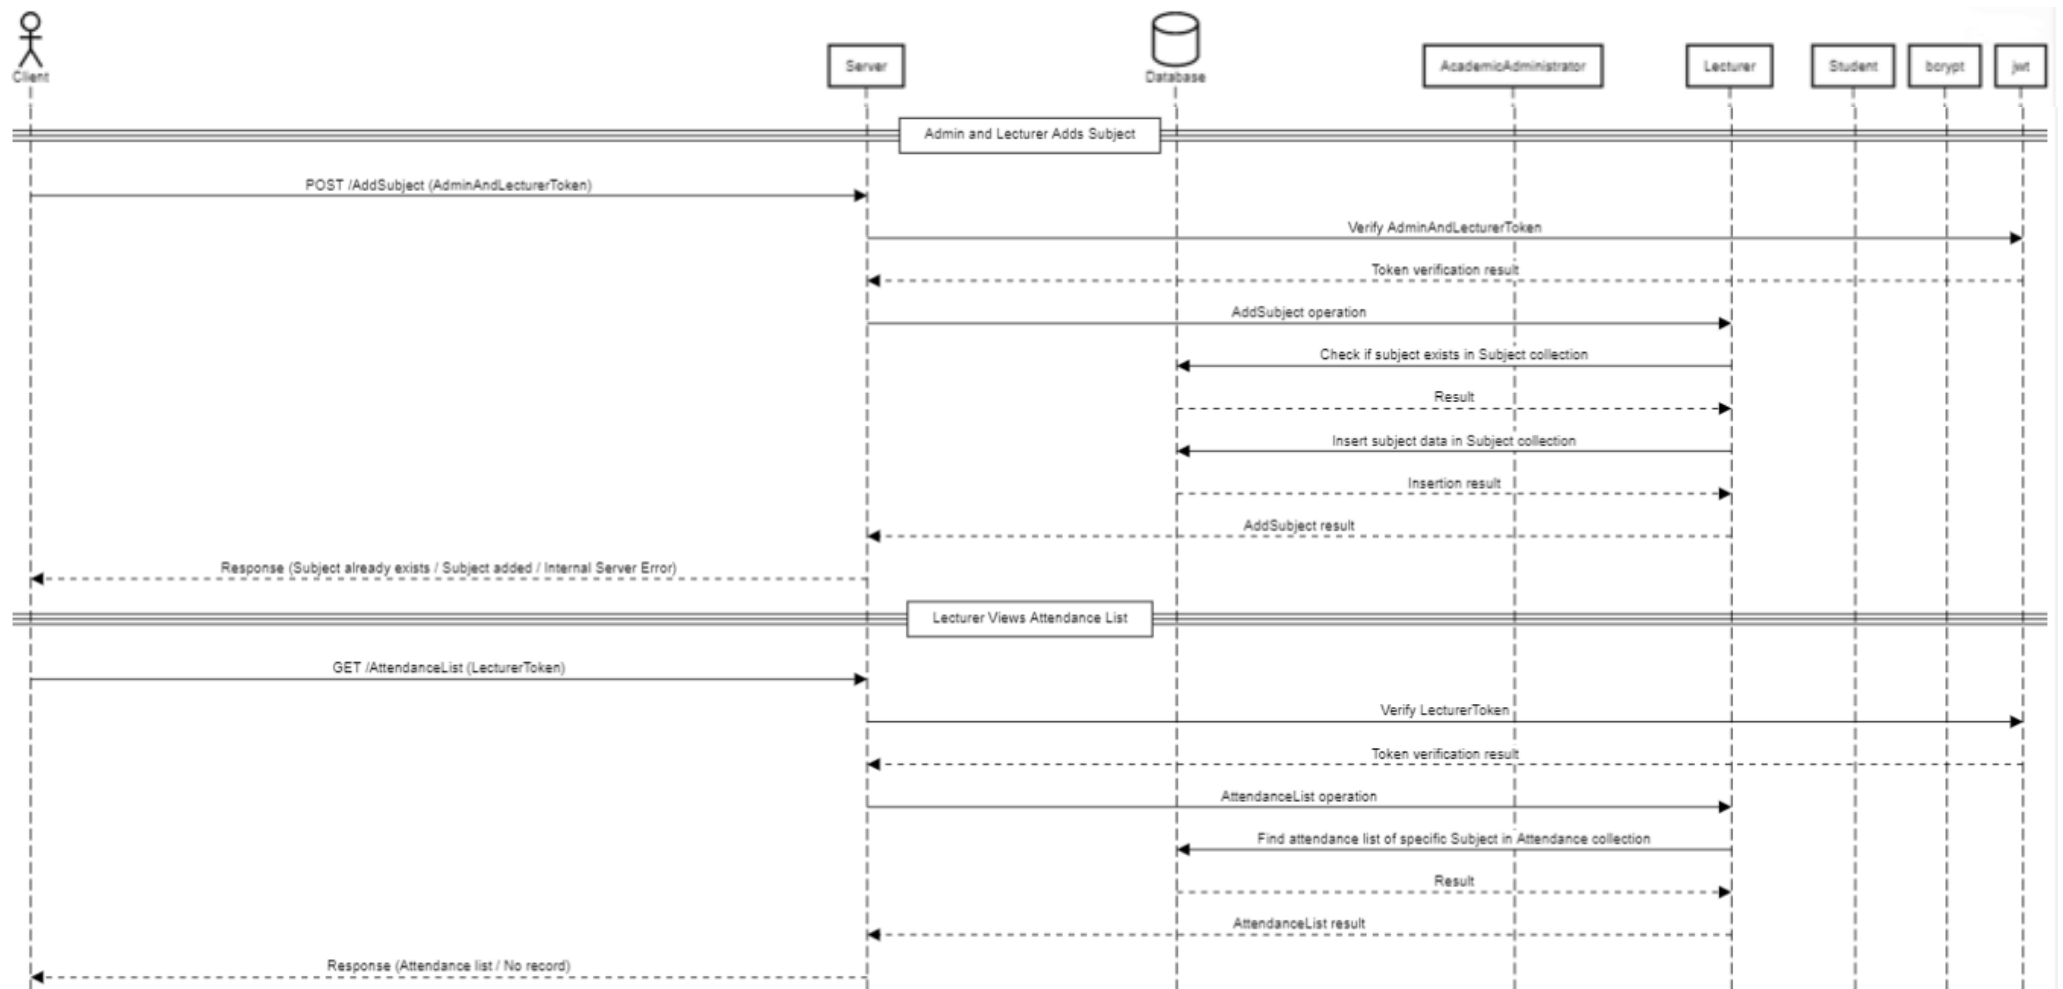 Client
Server
Database
AcademicAdministrator
Lecturer
Student
bcrypt
jwt
Admin and Lecturer Adds Subject
POST /AddSubject (AdminAndLecturerToken)
Verify AdminAndLecturerToken
Token verification result
AddSubject operation
Check if subject exists in Subject collection
Result
Insert subject data in Subject collection
Insertion result
AddSubject result
Response (Subject already exists / Subject added / Internal Server Error)
Lecturer Views Attendance List
GET /AttendanceList (LecturerToken)
Verify LecturerToken
Token verification result
AttendanceList operation
Find attendance list of specific Subject in Attendance collection
Result
AttendanceList result
Response (Attendance list / No record)